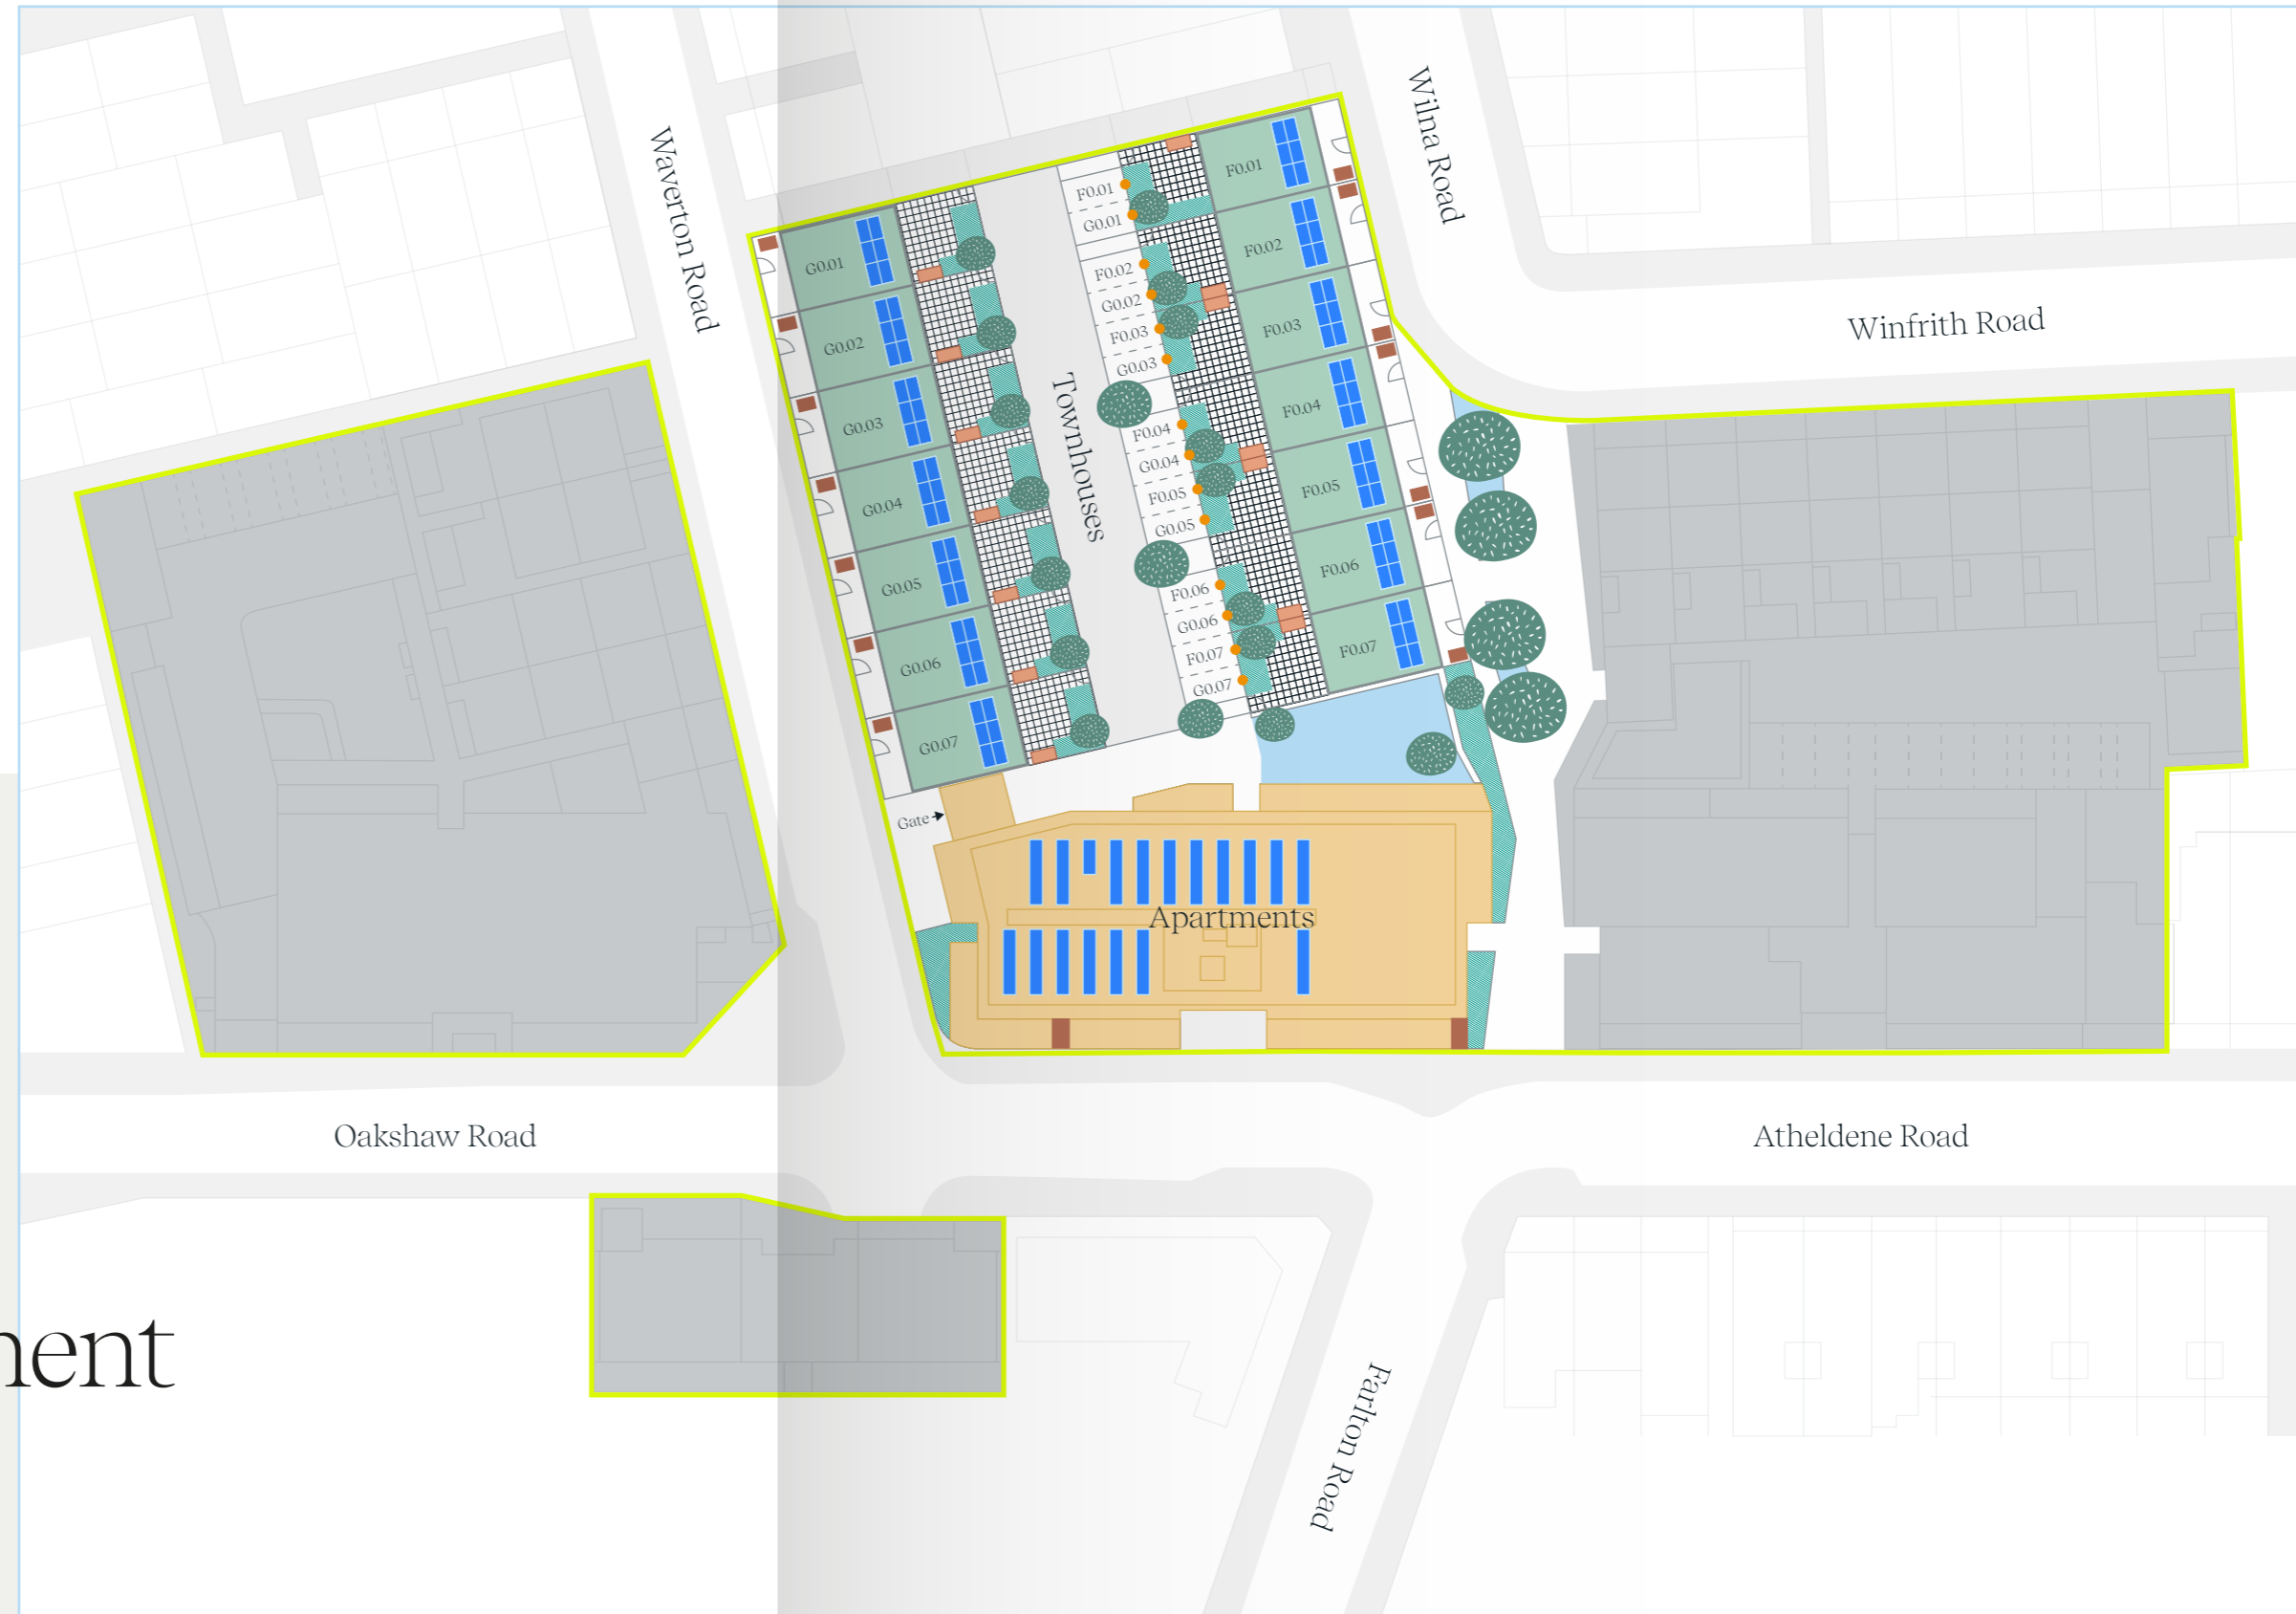 Waverton Road
Wilna Road
Winfrith Road
Townhouses
G0.01
G0.02
G0.03
G0.04
G0.05
G0.06
G0.07
F0.01
G0.01
F0.02
G0.02
F0.03
G0.03
F0.04
G0.04
F0.05
G0.05
F0.06
G0.06
F0.07
G0.07
F0.01
F0.02
F0.03
F0.04
F0.05
F0.06
F0.07
Gate
Apartments
Oakshaw Road
Atheldene Road
Farlton Road
nent